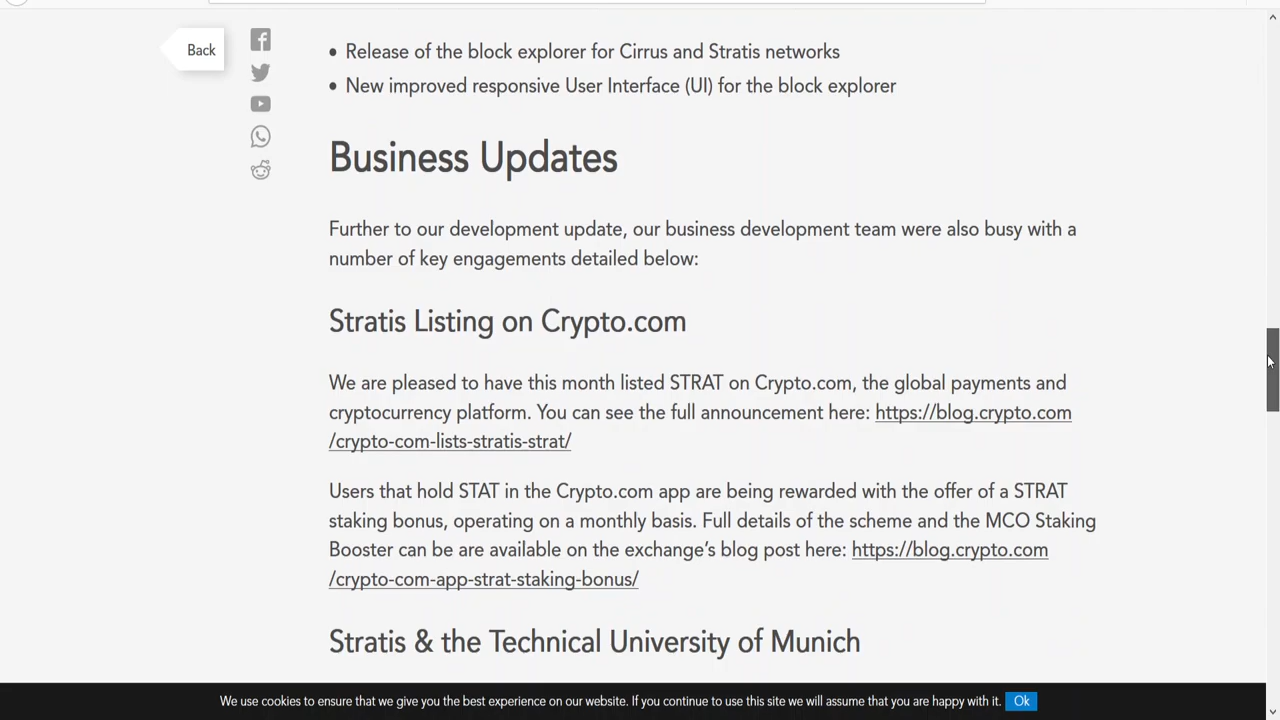 Back
• Release of the block explorer for Cirrus and Stratis networks
• New improved responsive User Interface (UI) for the block explorer
Business Updates
Further to our development update, our business development team were also busy with a
number of key engagements detailed below:
Stratis Listing on Crypto.com
We are pleased to have this month listed STRAT on Crypto.com, the global payments and
cryptocurrency platform. You can see the full announcement here: https://blog.crypto.com
/crypto-com-lists-stratis-strat/
Users that hold STAT in the Crypto.com app are being rewarded with the offer of a STRAT
staking bonus, operating on a monthly basis. Full details of the scheme and the MCO Staking
Booster can be are available on the exchange’s blog post here: https://blog.crypto.com
/crypto-com-app-strat-staking-bonus/
Stratis & the Technical University of Munich
We use cookies to ensure that we give you the best experience on our website. If you continue to use this site we will assume that you are happy with it. Ok